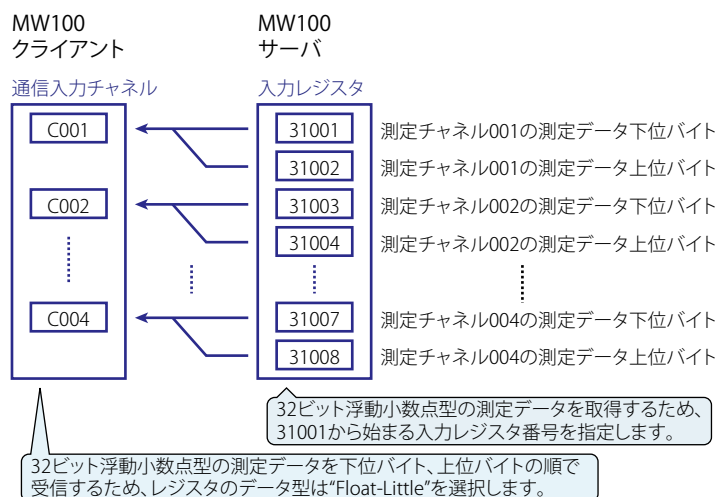 MW100
クライアント
MW100
サーバ
通信入力チャネル
入力レジスタ
C001
31001
測定チャネル001の測定データ下位バイト
31002
測定チャネル001の測定データ上位バイト
C002
31003
測定チャネル002の測定データ下位バイト
31004
測定チャネル002の測定データ上位バイト
C004
31007
測定チャネル004の測定データ下位バイト
31008
測定チャネル004の測定データ上位バイト
32ビット浮動小数点型の測定データを取得するため、
31001から始まる入力レジスタ番号を指定します。
32ビット浮動小数点型の測定データを下位バイト、上位バイトの順で
受信するため、レジスタのデータ型は“Float-Little”を選択します。